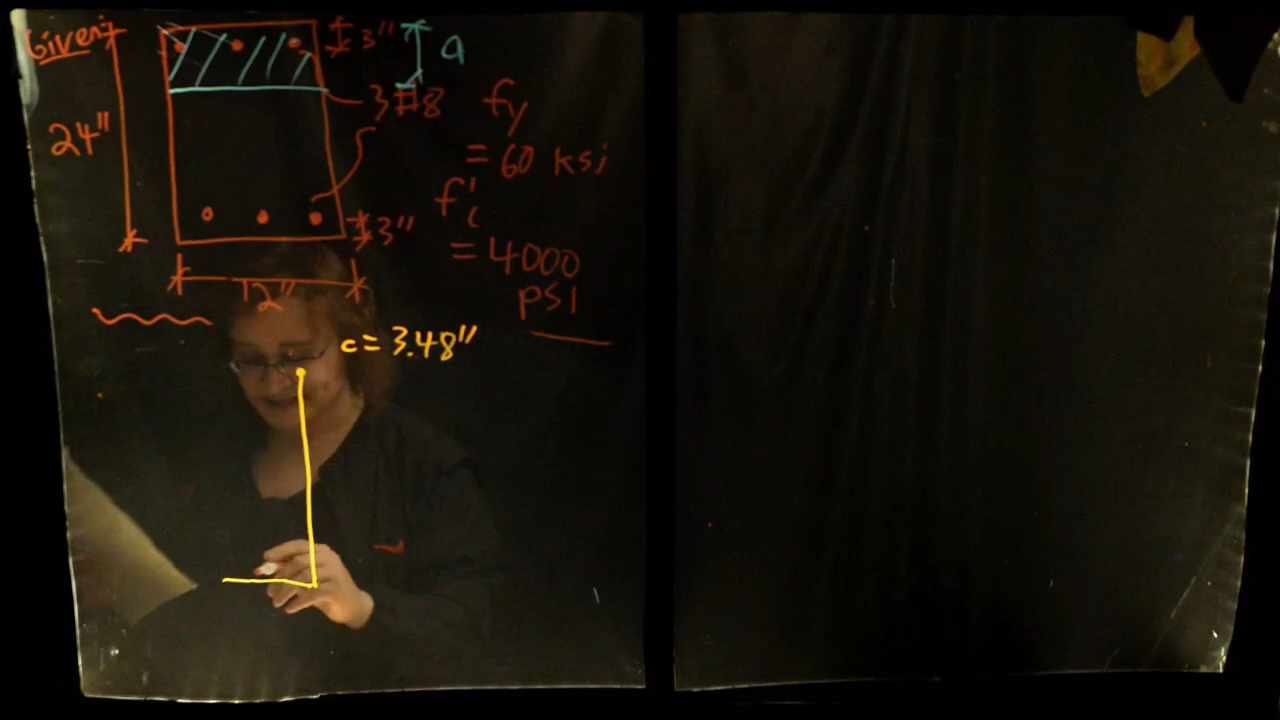 Given:
3"
a
24"
3#8
fy
= 60 ksi
f'c
= 4000
psi
3"
12"
c = 3.48"